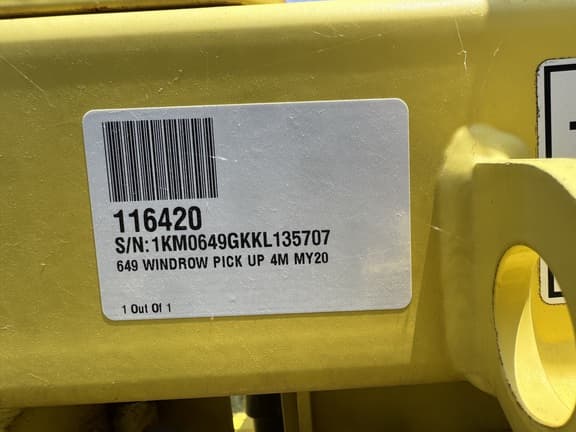 116420
S/N:1KM0649GKKL135707
649 WINDROW PICK UP 4M MY20
1 Out Of 1